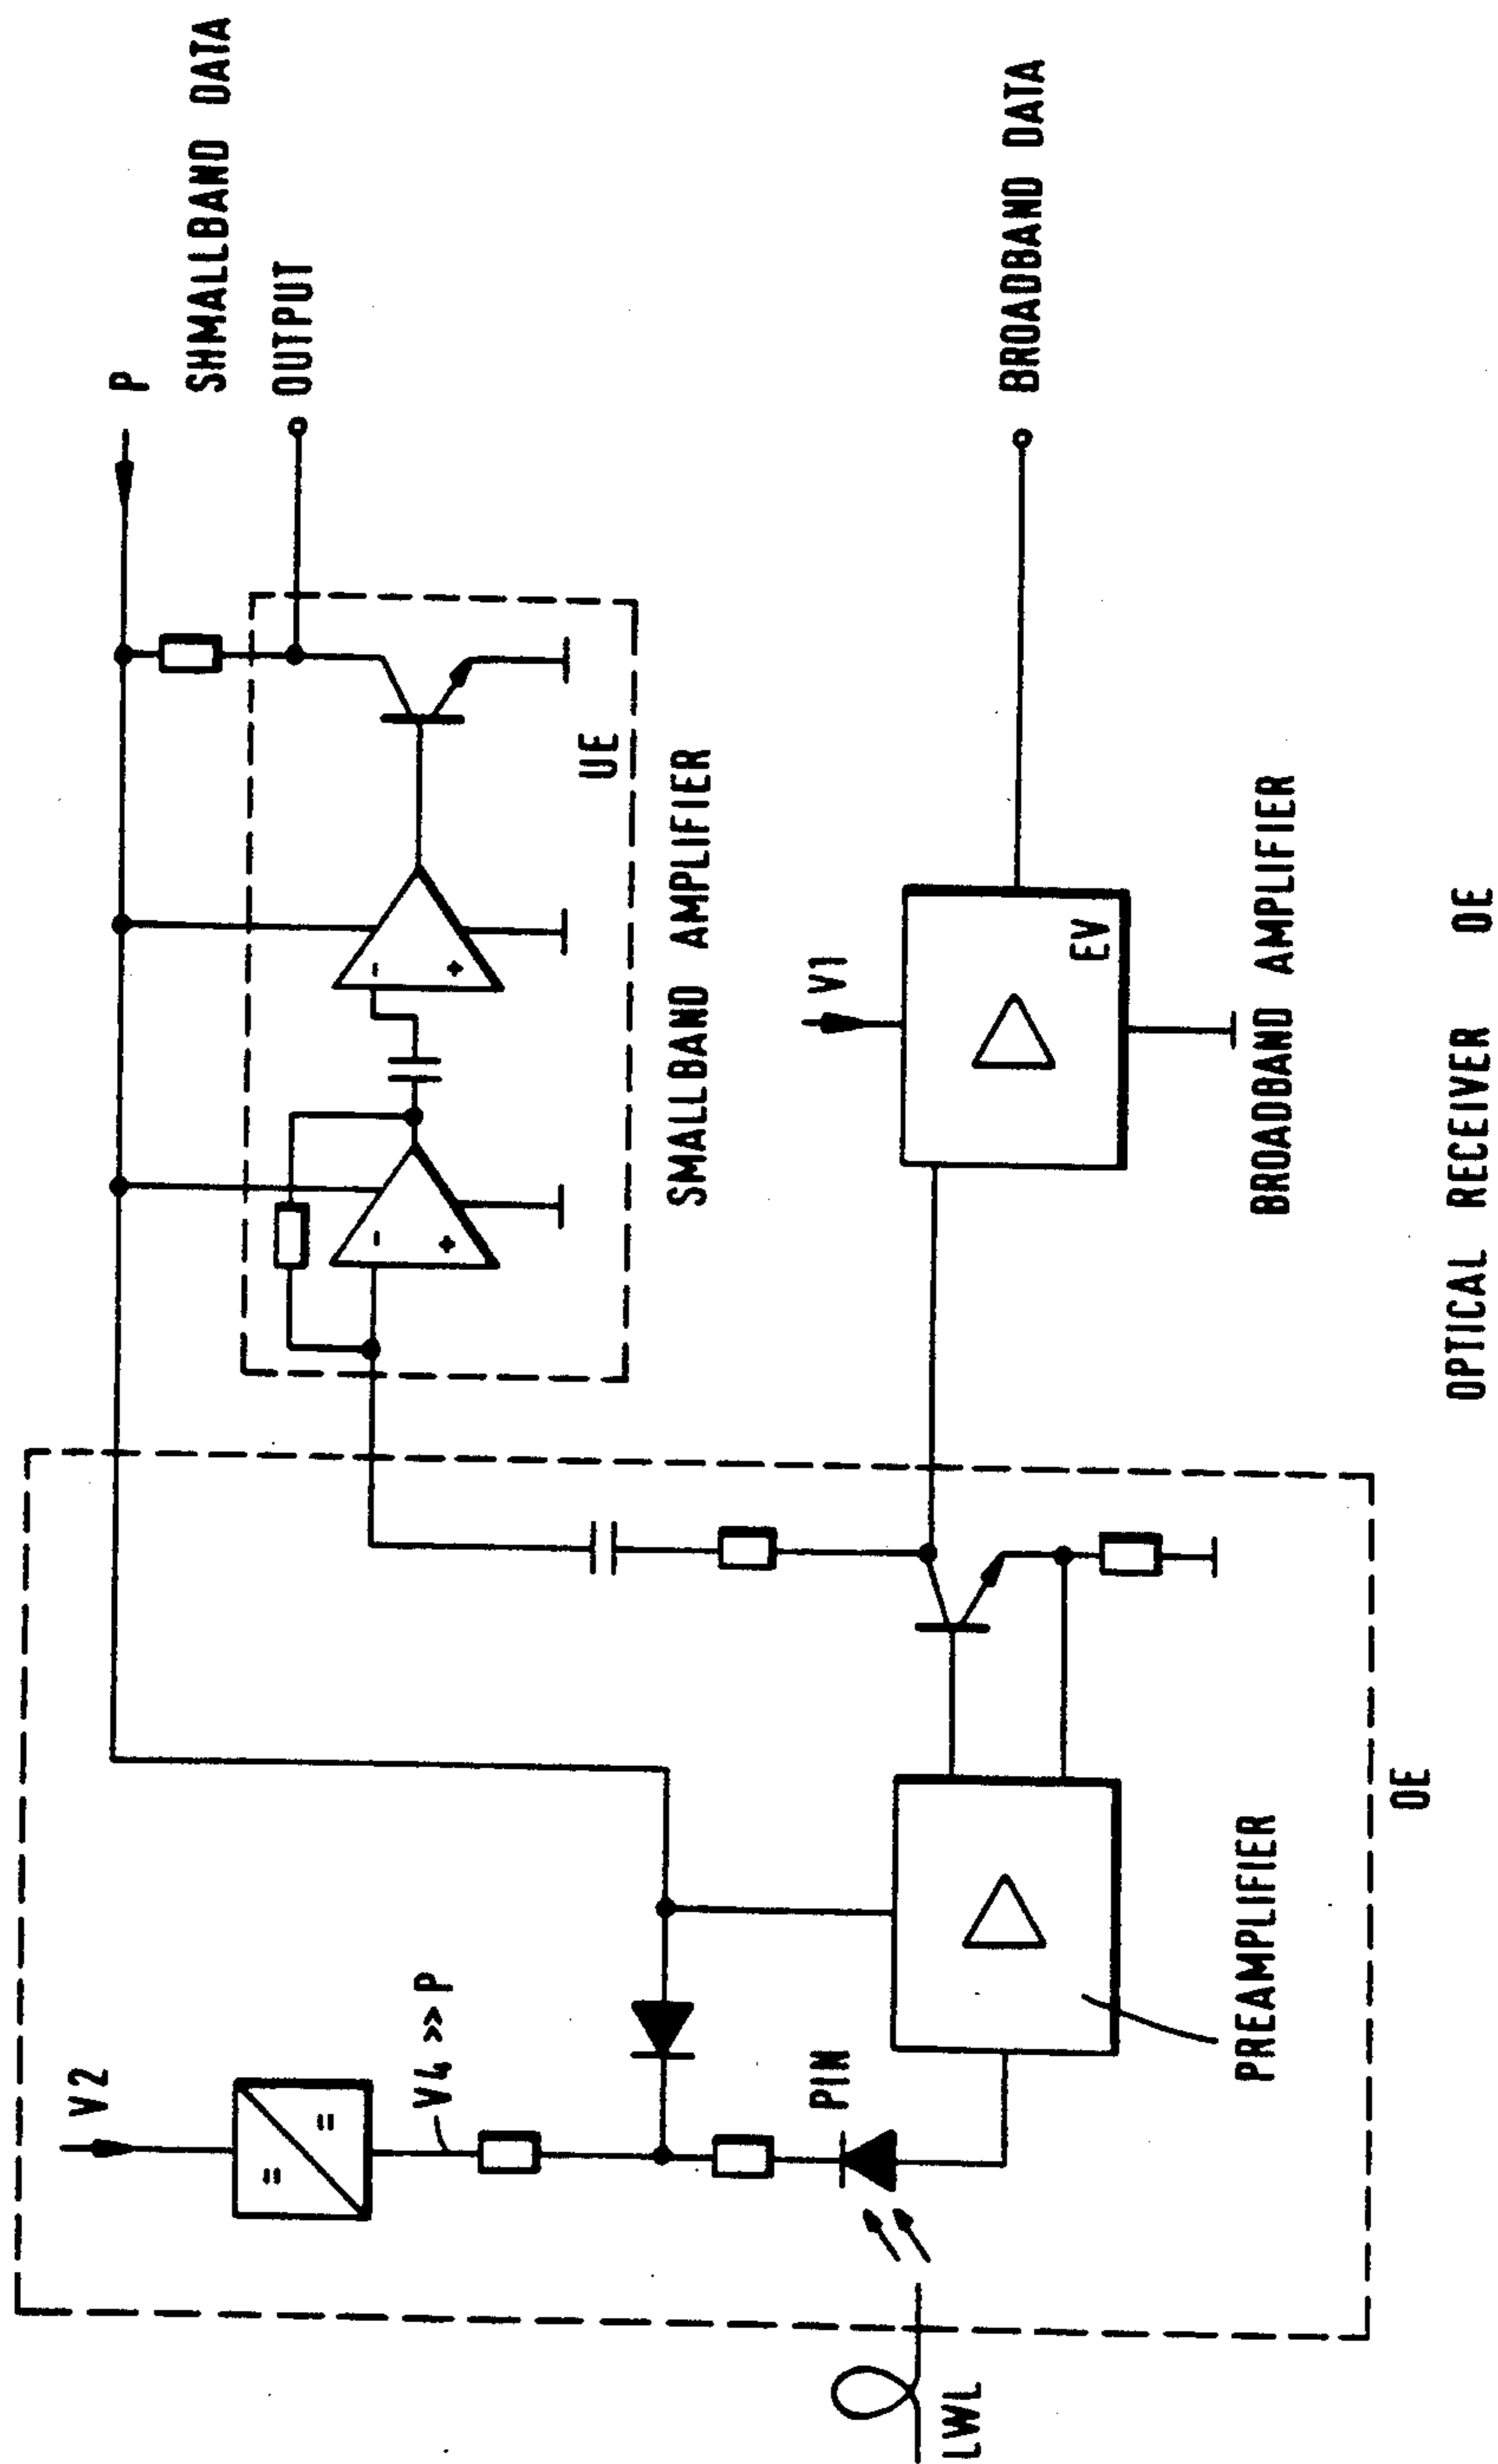 V2
P
SHMALLBAND DATA
OUTPUT
V4 >> P
=
=
-
+
-
+
UE
SMALLBAND AMPLIFIER
PIN
V1
LWL
EV
BROADBAND DATA
PREAMPLIFIER
BROADBAND AMPLIFIER
OE
OPTICAL RECEIVER OE